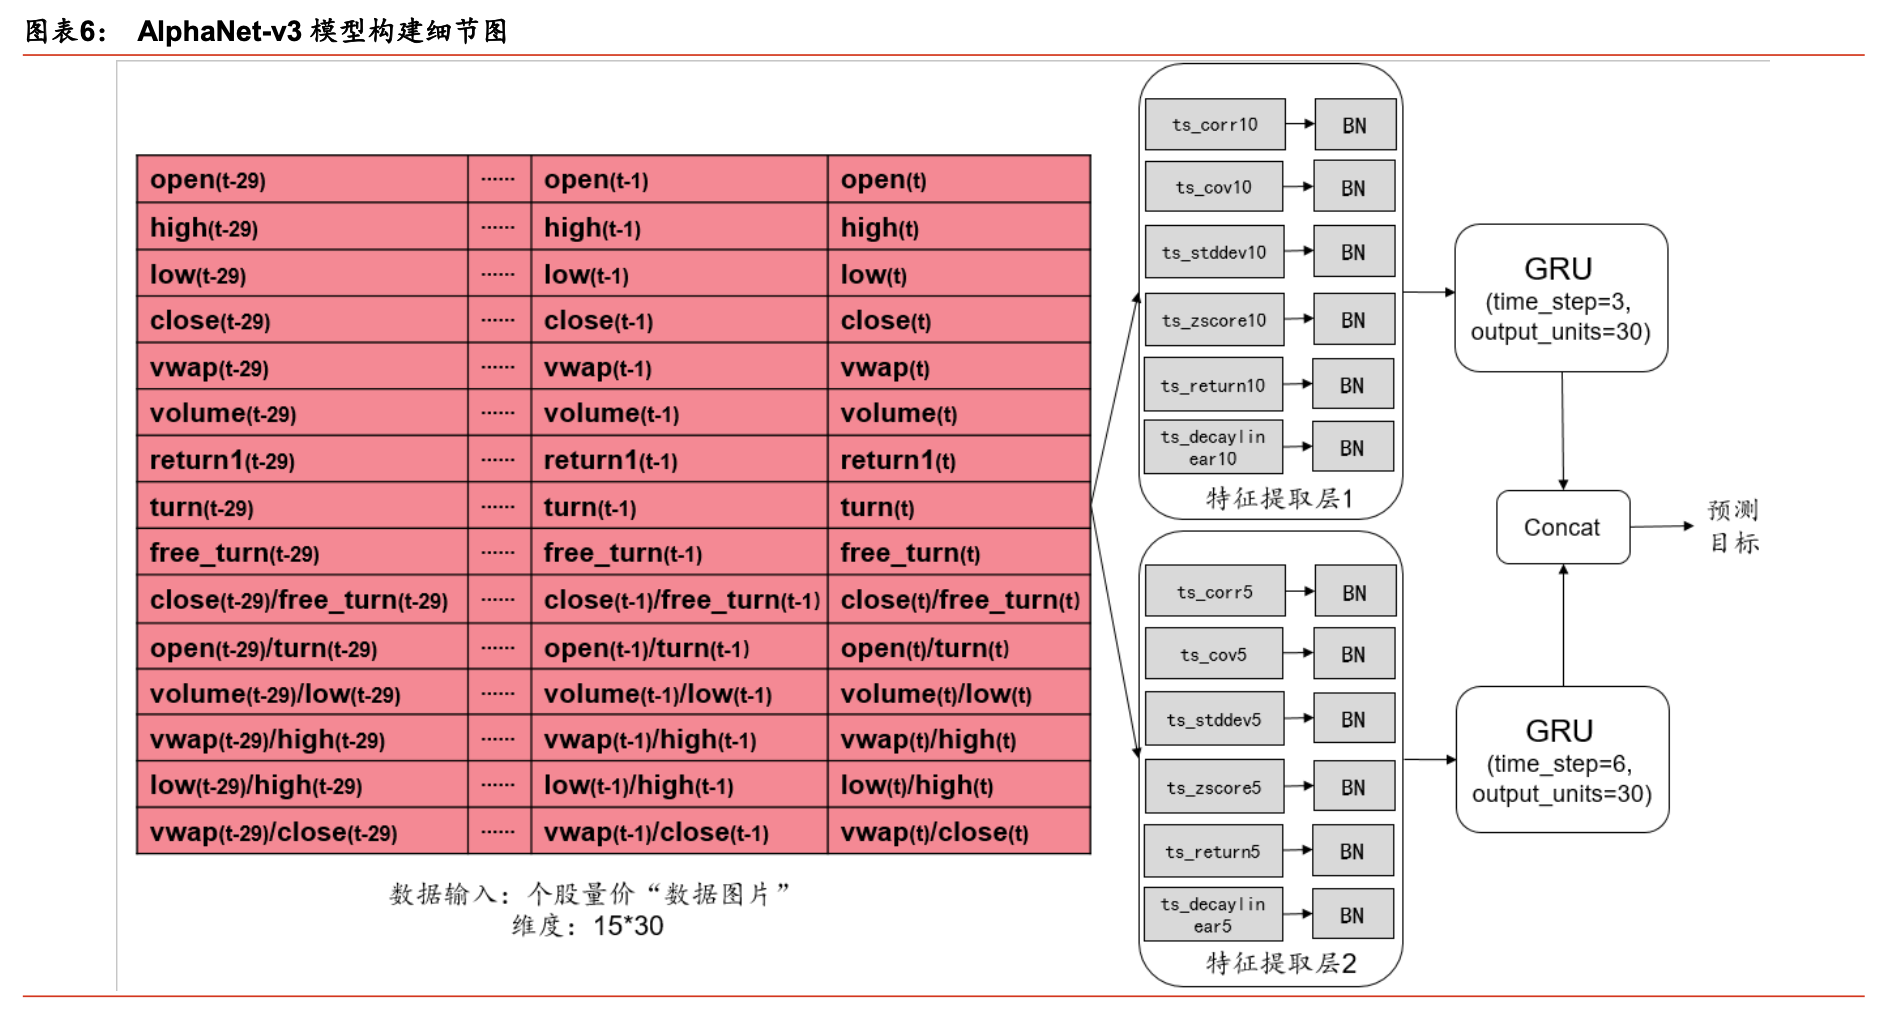 图表6： AlphaNet-v3 模型构建细节图
open(t-29) ······ open(t-1) open(t)
high(t-29) ······ high(t-1) high(t)
low(t-29) ······ low(t-1) low(t)
close(t-29) ······ close(t-1) close(t)
vwap(t-29) ······ vwap(t-1) vwap(t)
volume(t-29) ······ volume(t-1) volume(t)
return1(t-29) ······ return1(t-1) return1(t)
turn(t-29) ······ turn(t-1) turn(t)
free_turn(t-29) ······ free_turn(t-1) free_turn(t)
close(t-29)/free_turn(t-29) ······ close(t-1)/free_turn(t-1) close(t)/free_turn(t)
open(t-29)/turn(t-29) ······ open(t-1)/turn(t-1) open(t)/turn(t)
volume(t-29)/low(t-29) ······ volume(t-1)/low(t-1) volume(t)/low(t)
vwap(t-29)/high(t-29) ······ vwap(t-1)/high(t-1) vwap(t)/high(t)
low(t-29)/high(t-29) ······ low(t-1)/high(t-1) low(t)/high(t)
vwap(t-29)/close(t-29) ······ vwap(t-1)/close(t-1) vwap(t)/close(t)
数据输入：个股量价“数据图片”
维度：15*30
ts_corr10 BN
ts_cov10 BN
ts_stddev10 BN
ts_zscore10 BN
ts_return10 BN
ts_decaylin
ear10 BN
特征提取层1
ts_corr5 BN
ts_cov5 BN
ts_stddev5 BN
ts_zscore5 BN
ts_return5 BN
ts_decaylin
ear5 BN
特征提取层2
GRU
(time_step=3,
output_units=30)
Concat
预测
目标
GRU
(time_step=6,
output_units=30)